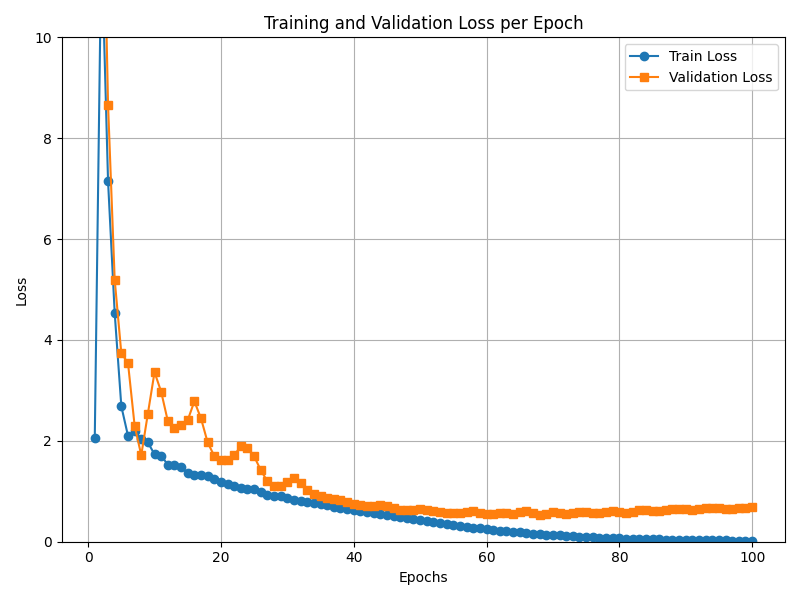 Training and Validation Loss per Epoch
Train Loss
Validation Loss
10
8
6
4
2
0
Loss
0 20 40 60 80 100
Epochs